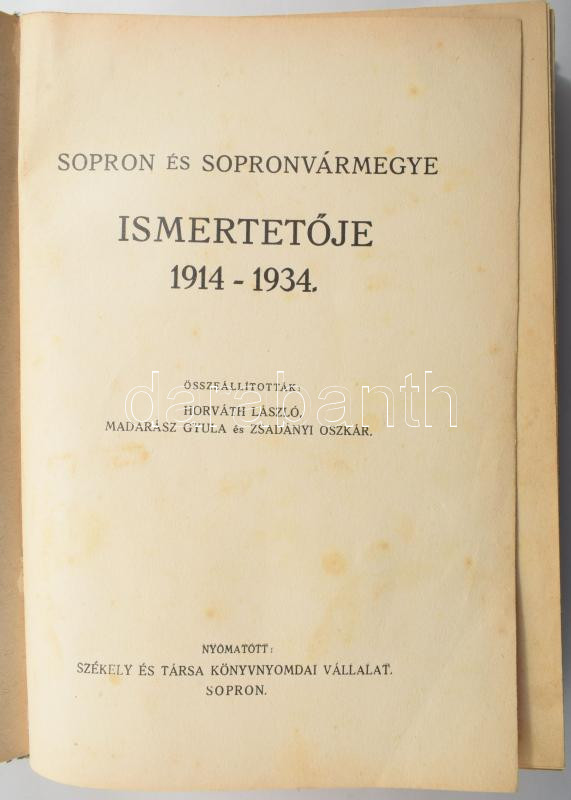 SOPRON ÉS SOPRONVÁRMEGYE
ISMERTETŐJE
1914 - 1934.
ÖSSZEÁLLÍTOTTÁK:
HORVÁTH LÁSZLÓ,
MADARÁSZ GYULA és ZSADÁNYI OSZKÁR.
darabanth
NYOMATOTT:
SZÉKELY ÉS TÁRSA KÖNYVNYOMDAI VÁLLALAT.
SOPRON.